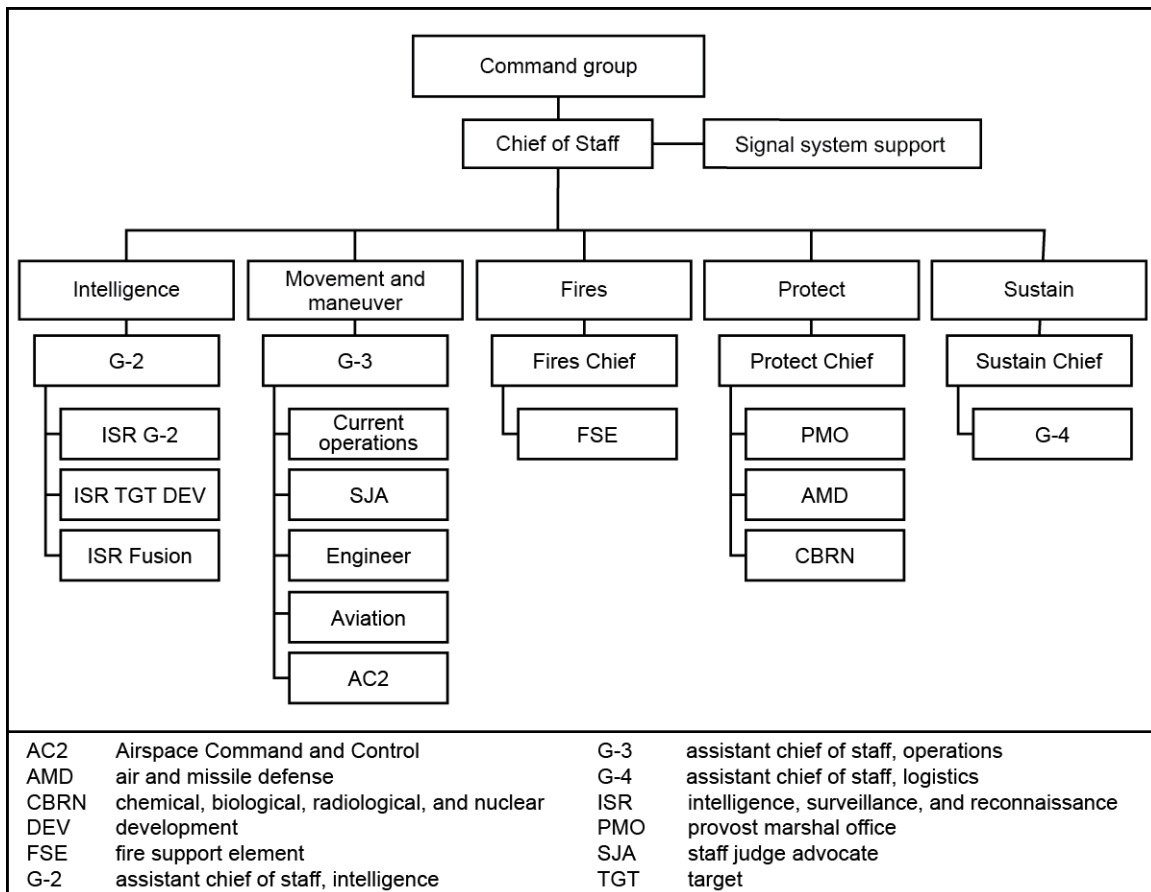 Command group
Chief of Staff
Signal system support
Intelligence
Movement and
maneuver
Fires
Protect
Sustain
G-2
G-3
Fires Chief
Protect Chief
Sustain Chief
ISR G-2
Current
operations
FSE
PMO
G-4
ISR TGT DEV
SJA
AMD
ISR Fusion
Engineer
CBRN
Aviation
AC2
AC2 Airspace Command and Control
AMD air and missile defense
CBRN chemical, biological, radiological, and nuclear
DEV development
FSE fire support element
G-2 assistant chief of staff, intelligence
G-3 assistant chief of staff, operations
G-4 assistant chief of staff, logistics
ISR intelligence, surveillance, and reconnaissance
PMO provost marshal office
SJA staff judge advocate
TGT target